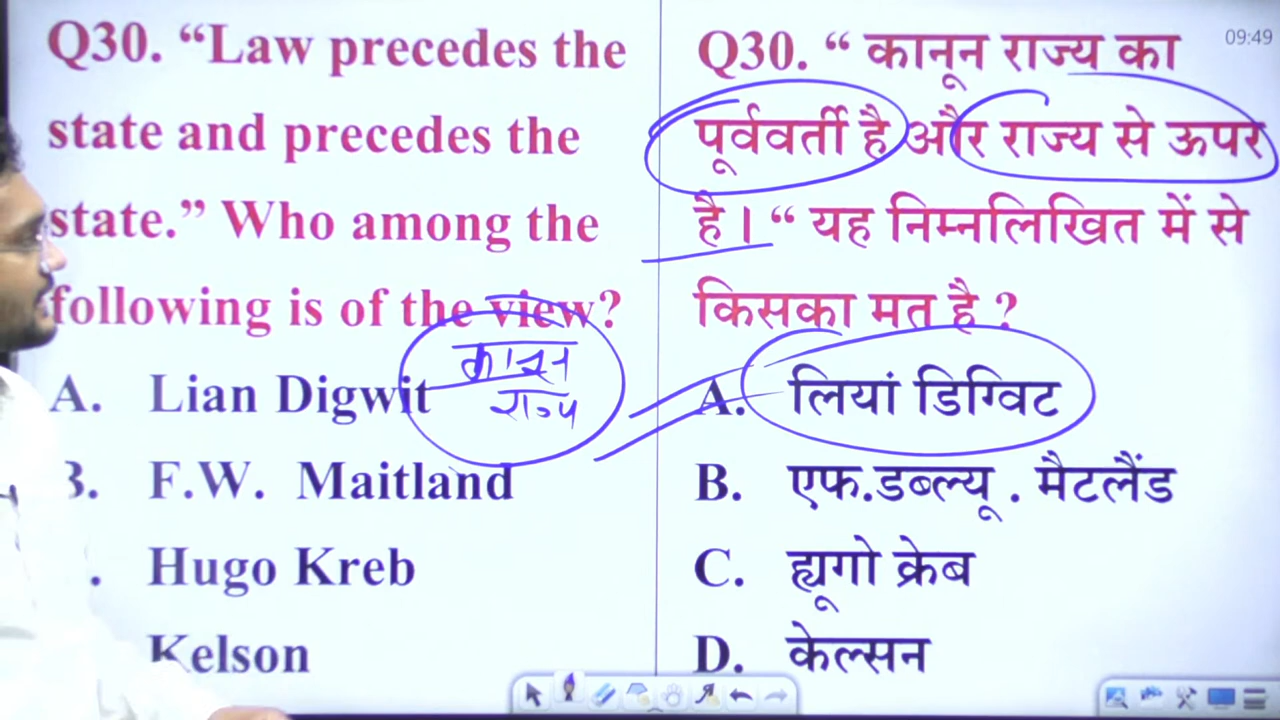 Q30. “Law precedes the
state and precedes the
state.” Who among the
following is of the view?
A. Lian Digwit
B. F.W. Maitland
. Hugo Kreb
Kelson
कानून
राज्य
09:49
Q30. “ कानून राज्य का
पूर्ववर्ती है और राज्य से ऊपर
है । “ यह निम्नलिखित में से
किसका मत है ?
A. लियां डिग्विट
B. एफ.डब्ल्यू . मैटलैंड
C. ह्यूगो क्रेब
D. केल्सन